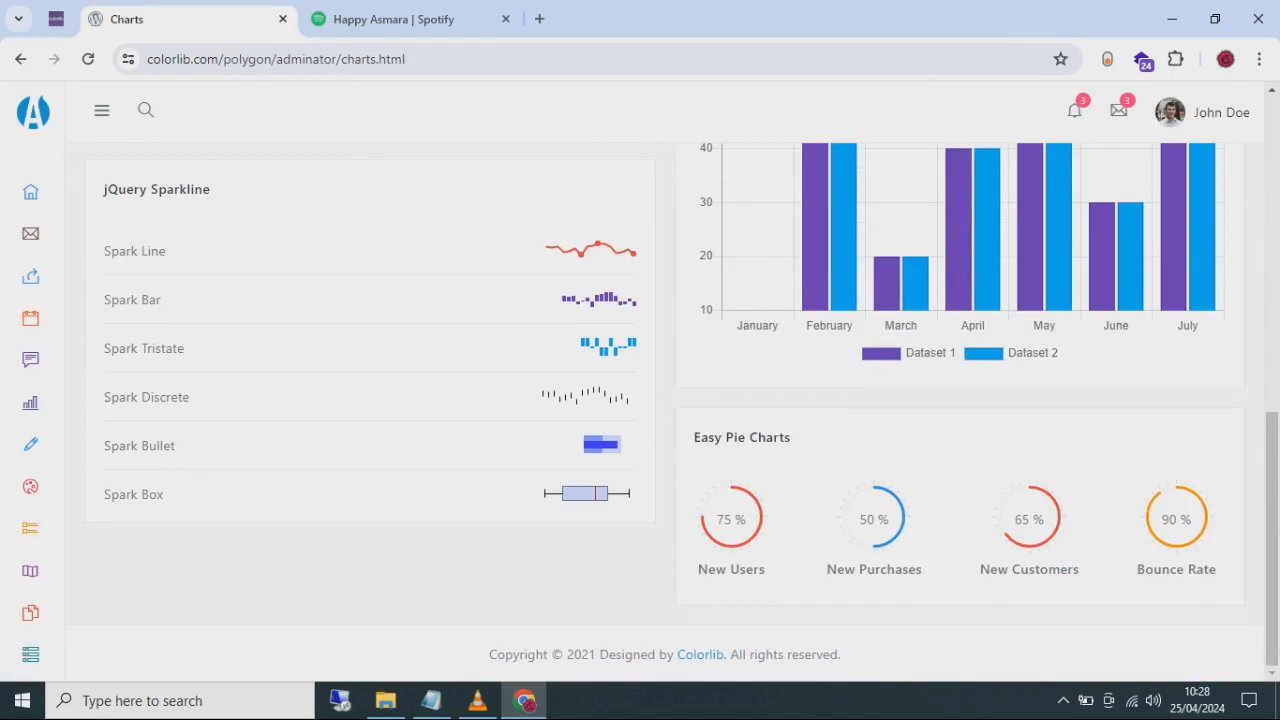 Charts
Happy Asmara | Spotify
colorlib.com/polygon/adminator/charts.html
24
3
3
John Doe
jQuery Sparkline
Spark Line
Spark Bar
Spark Tristate
Spark Discrete
Spark Bullet
Spark Box
40
30
20
10
January February March April May June July
Dataset 1 Dataset 2
Easy Pie Charts
75 % 50 % 65 % 90 %
New Users New Purchases New Customers Bounce Rate
Copyright © 2021 Designed by Colorlib. All rights reserved.
Type here to search
10:28
25/04/2024